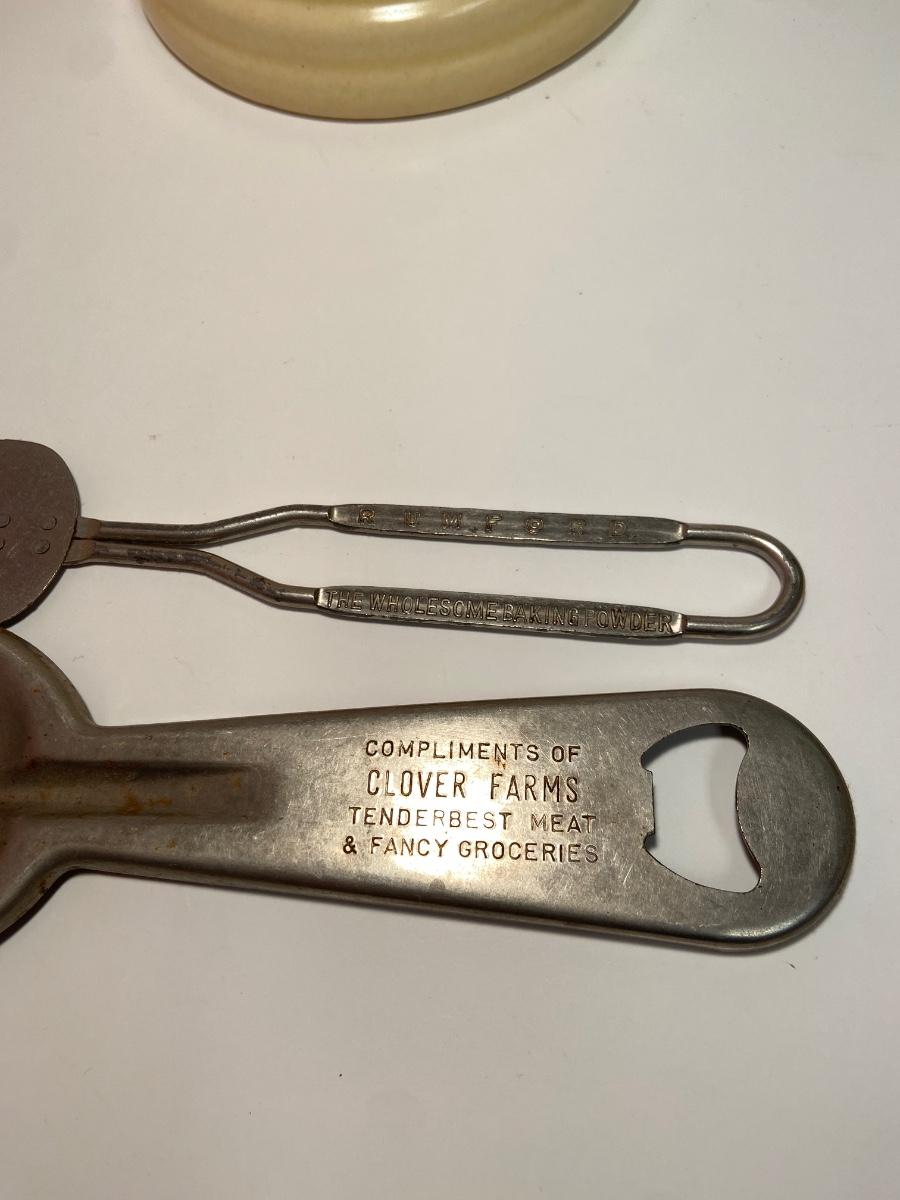 RUMFORD
THE WHOLESOME BAKING POWDER
COMPLIMENTS OF
CLOVER FARMS
TENDERBEST MEAT
& FANCY GROCERIES